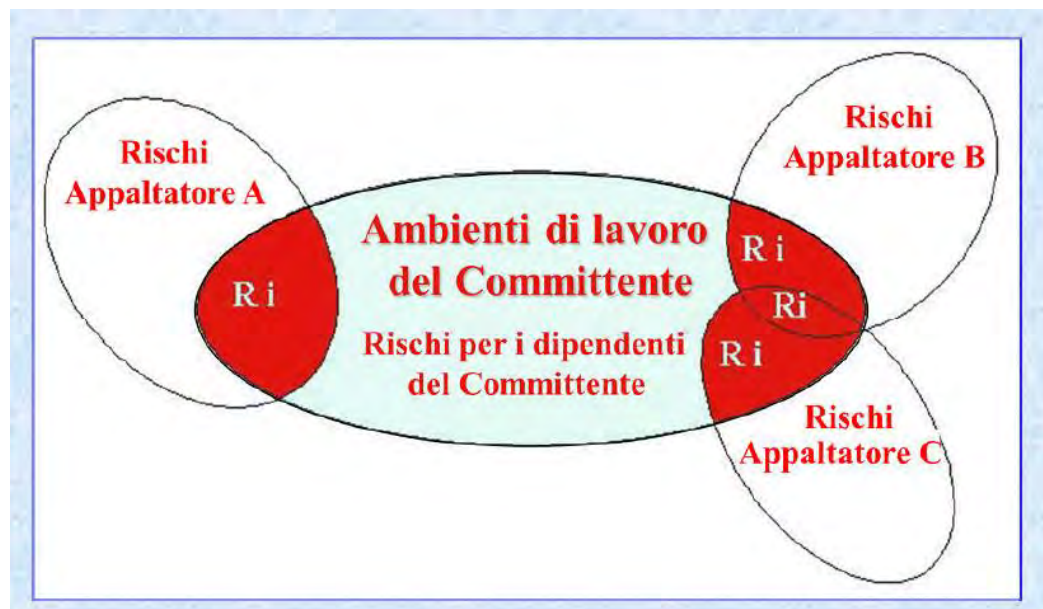 Rischi
Appaltatore A
Rischi
Appaltatore B
Ambienti di lavoro
del Committente
R i
R i
Ri
R i
Rischi per i dipendenti
del Committente
Rischi
Appaltatore C